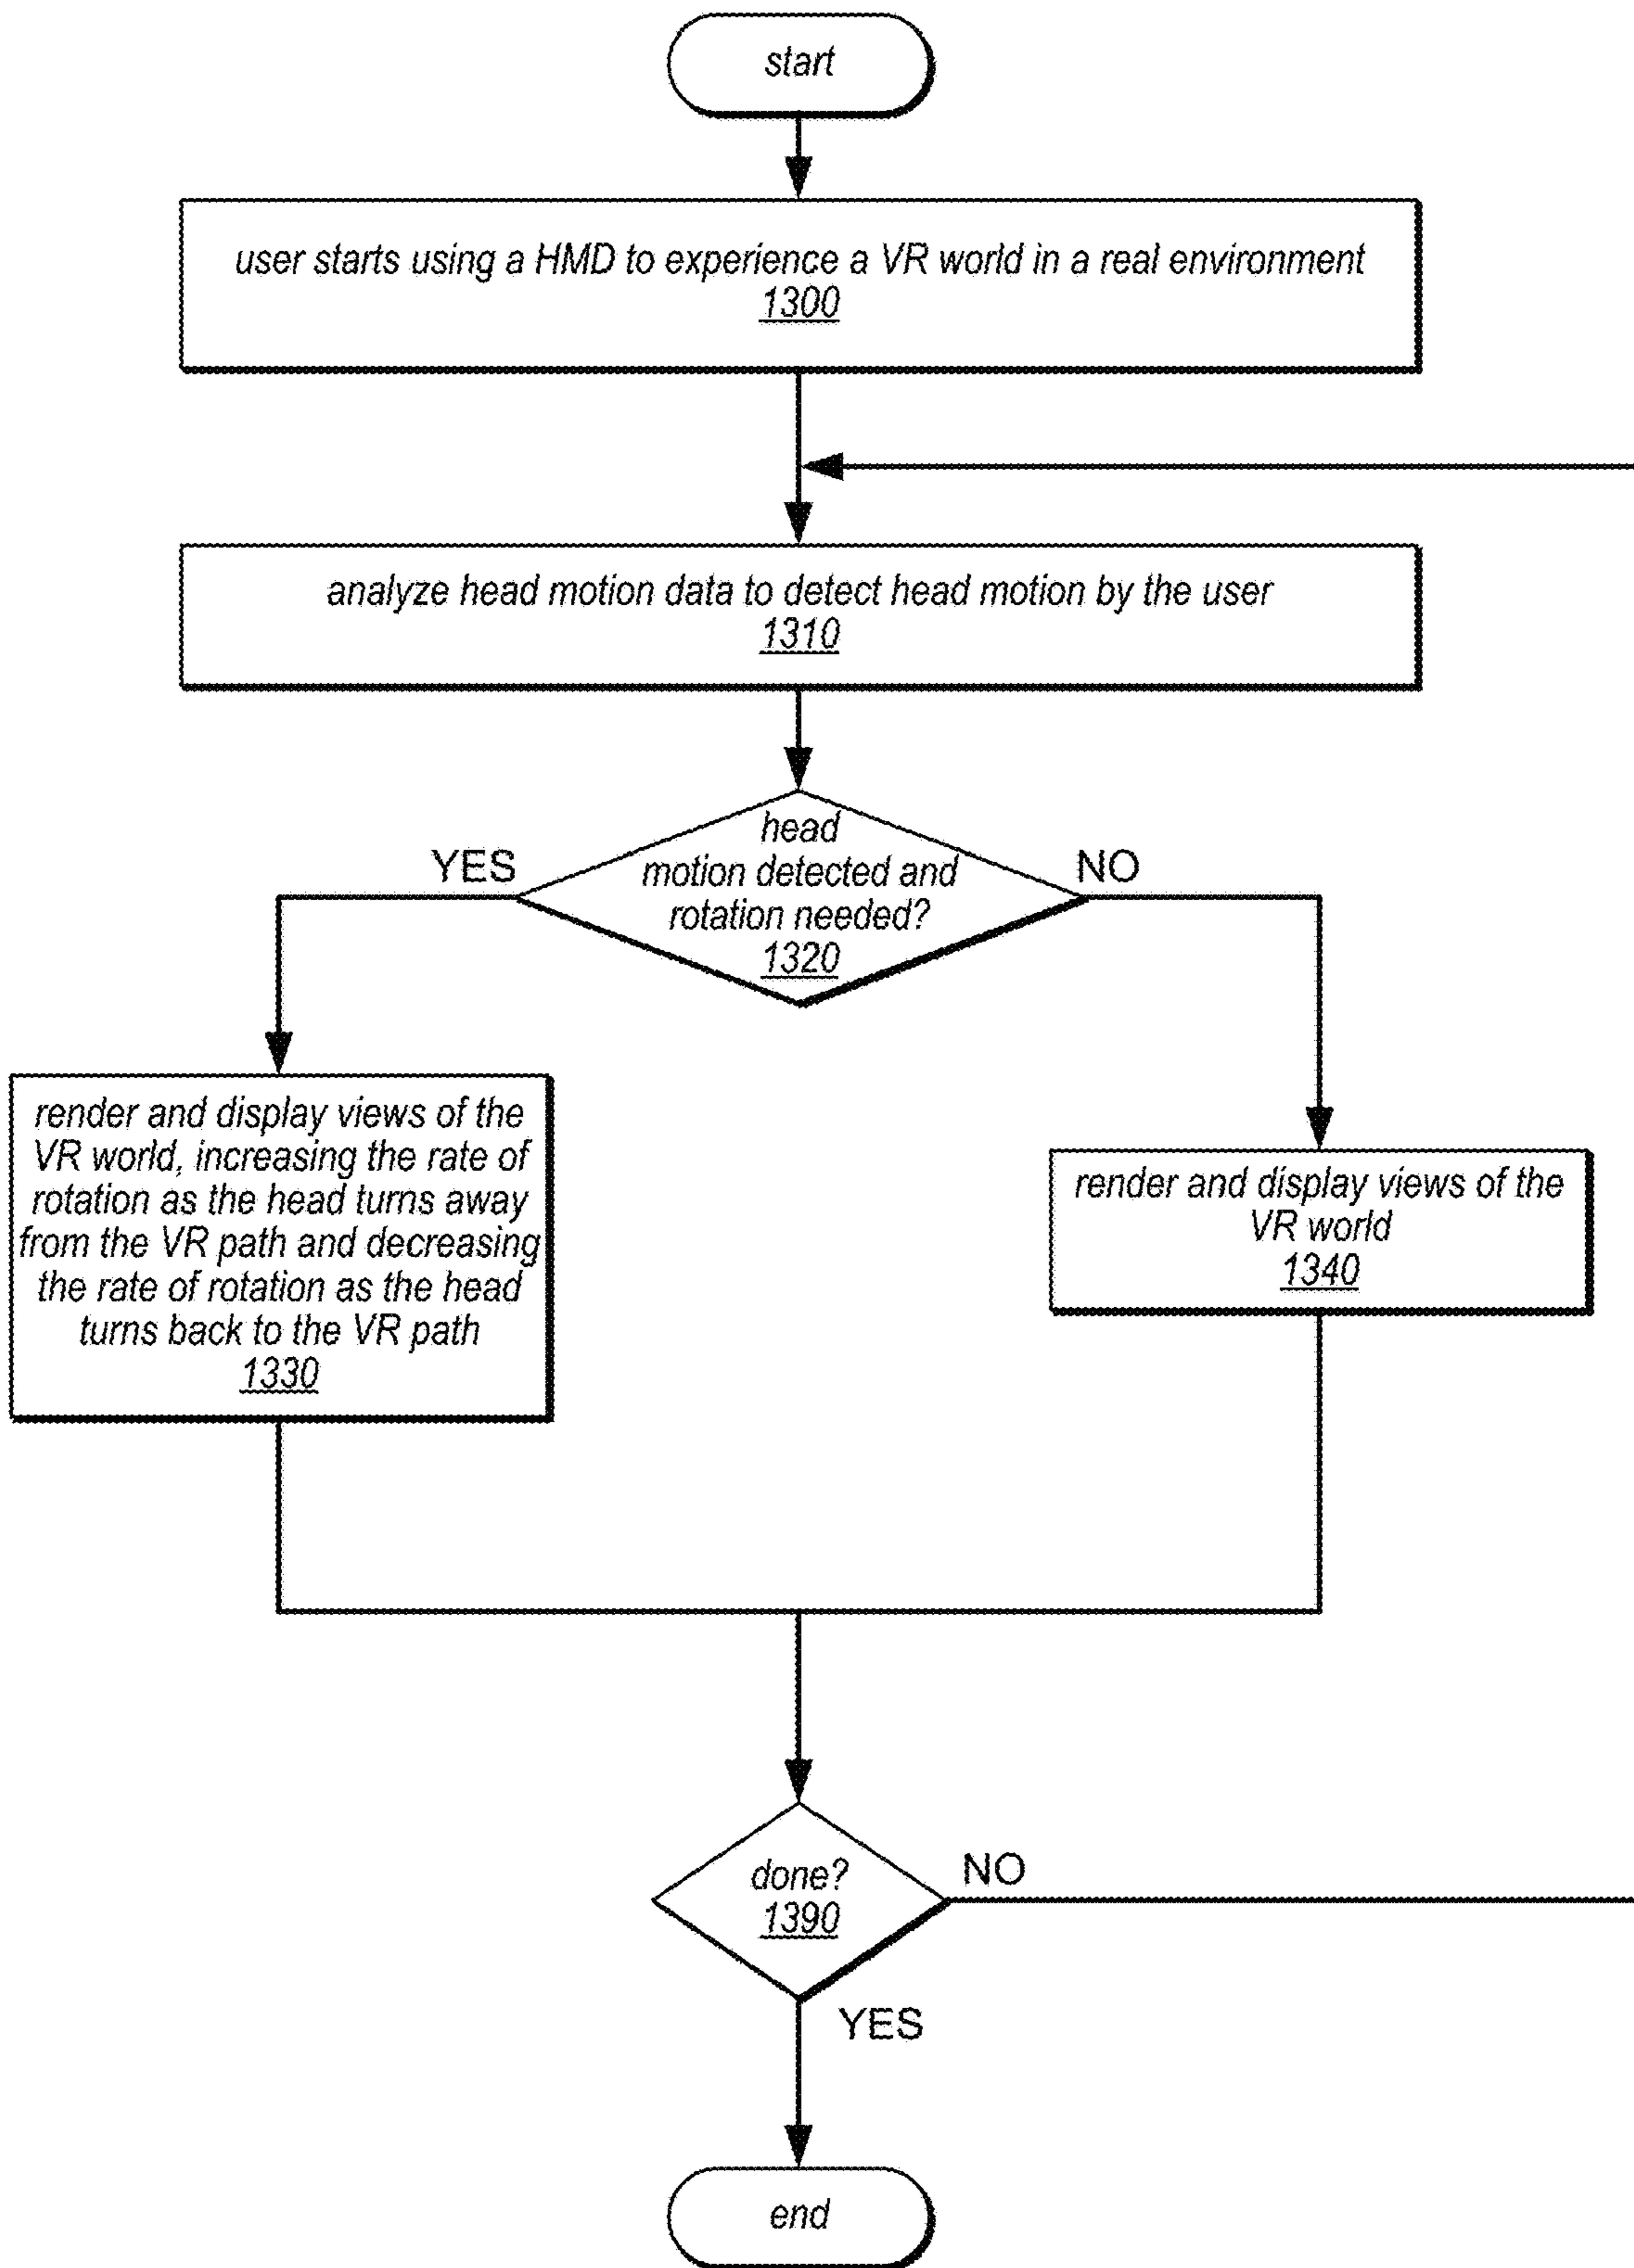 start
user starts using a HMD to experience a VR world in a real environment
1300
analyze head motion data to detect head motion by the user
1310
head
motion detected and
rotation needed?
1320
YES
NO
render and display views of the
VR world, increasing the rate of
rotation as the head turns away
from the VR path and decreasing
the rate of rotation as the head
turns back to the VR path
1330
render and display views of the
VR world
1340
done?
1390
NO
YES
end